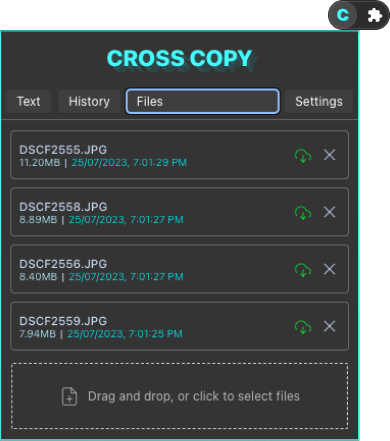 C
CROSS COPY
Text History Files Settings
DSCF2555.JPG
11.20MB | 25/07/2023, 7:01:29 PM
DSCF2558.JPG
8.89MB | 25/07/2023, 7:01:27 PM
DSCF2556.JPG
8.40MB | 25/07/2023, 7:01:27 PM
DSCF2559.JPG
7.94MB | 25/07/2023, 7:01:25 PM
Drag and drop, or click to select files